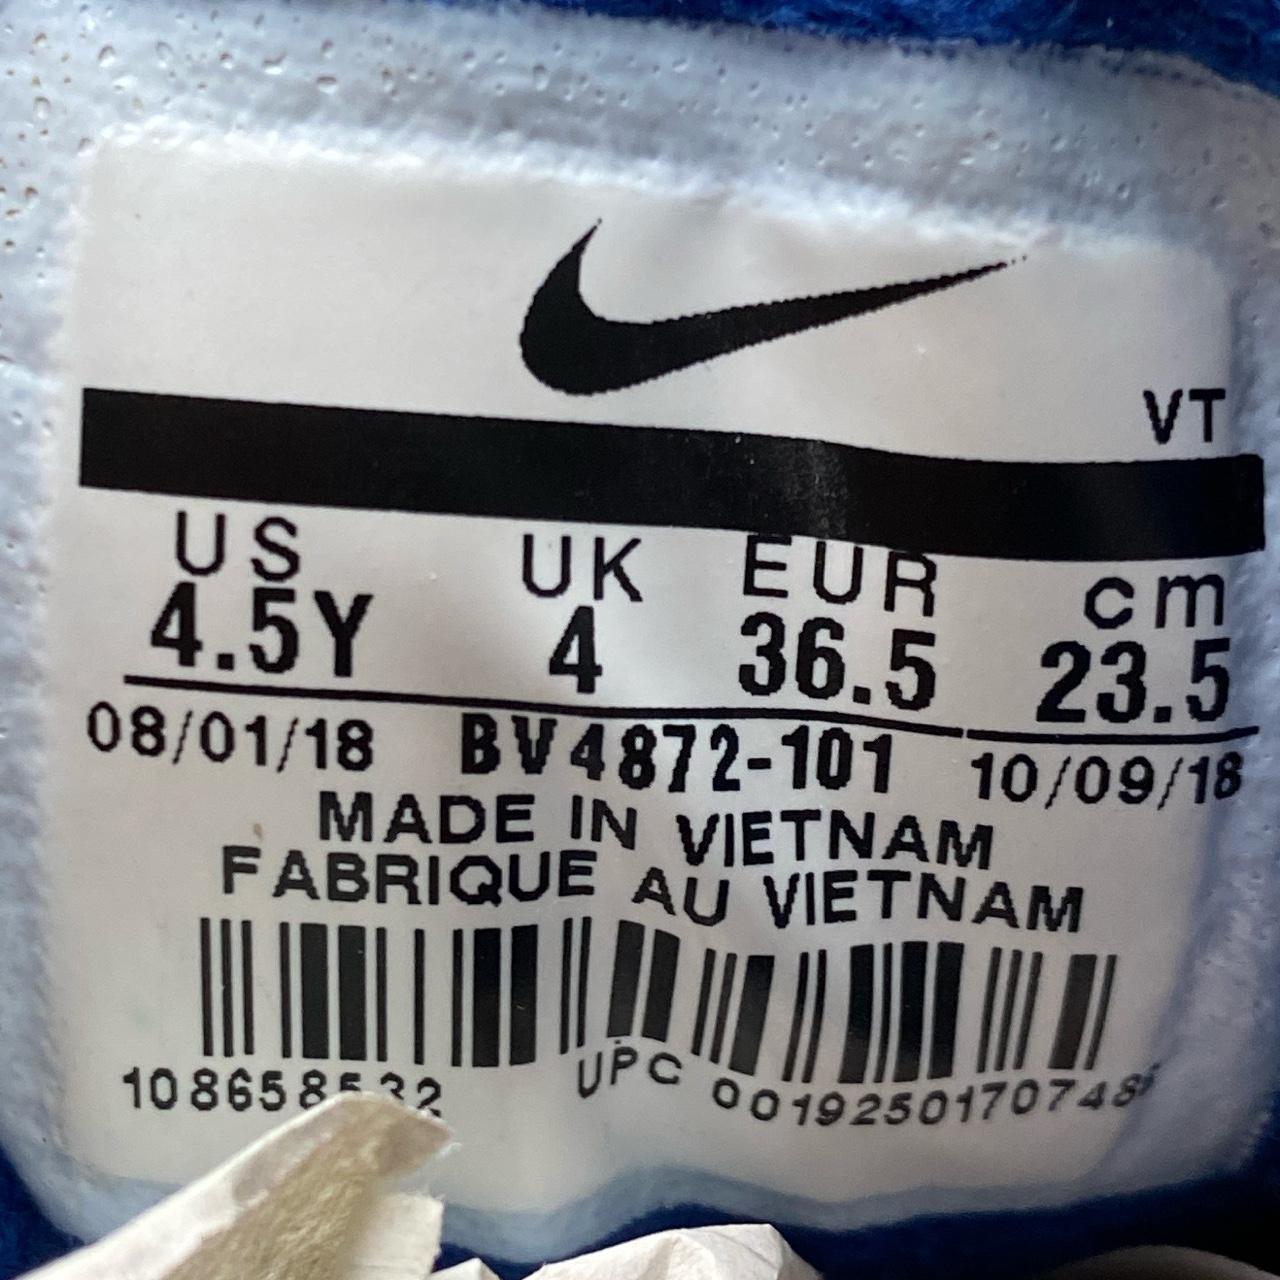 VT
US UK EUR cm
4.5Y 4 36.5 23.5
08/01/18 BV4872-101 10/09/18
MADE IN VIETNAM
FABRIQUE AU VIETNAM
UPC